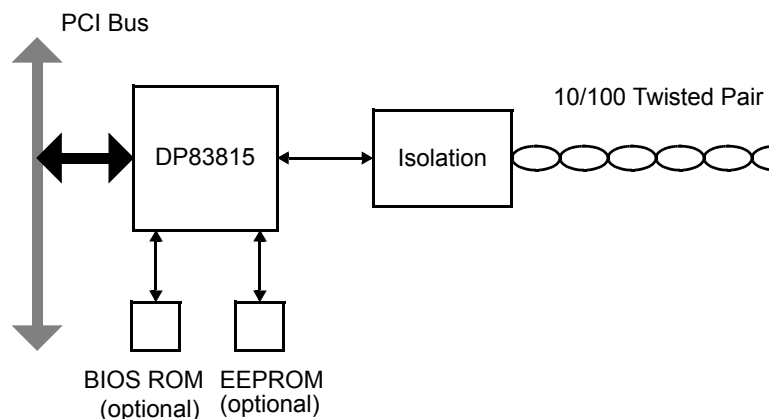 PCI Bus
10/100 Twisted Pair
DP83815
Isolation
BIOS ROM
(optional)
EEPROM
(optional)